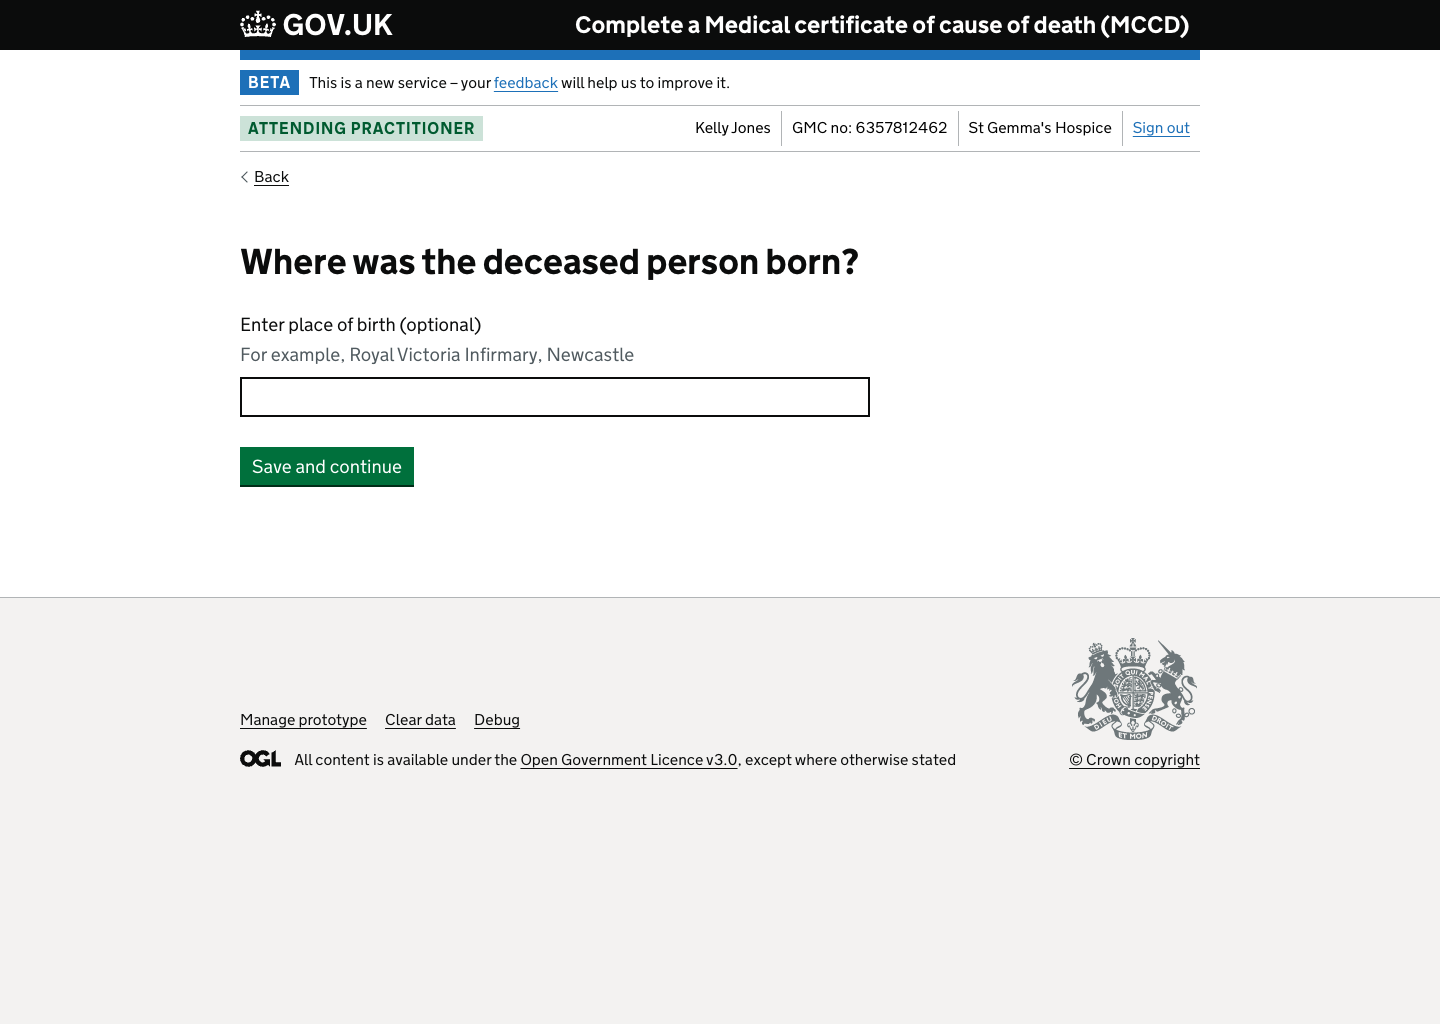 GOV.UK
Complete a Medical certificate of cause of death (MCCD)
BETA This is a new service – your feedback will help us to improve it.
ATTENDING PRACTITIONER
Kelly Jones
GMC no: 6357812462
St Gemma's Hospice
Sign out
Back
Where was the deceased person born?
Enter place of birth (optional)
For example, Royal Victoria Infirmary, Newcastle
Save and continue
Manage prototype
Clear data
Debug
OGL All content is available under the Open Government Licence v3.0, except where otherwise stated
DIEU ET MON DROIT
© Crown copyright